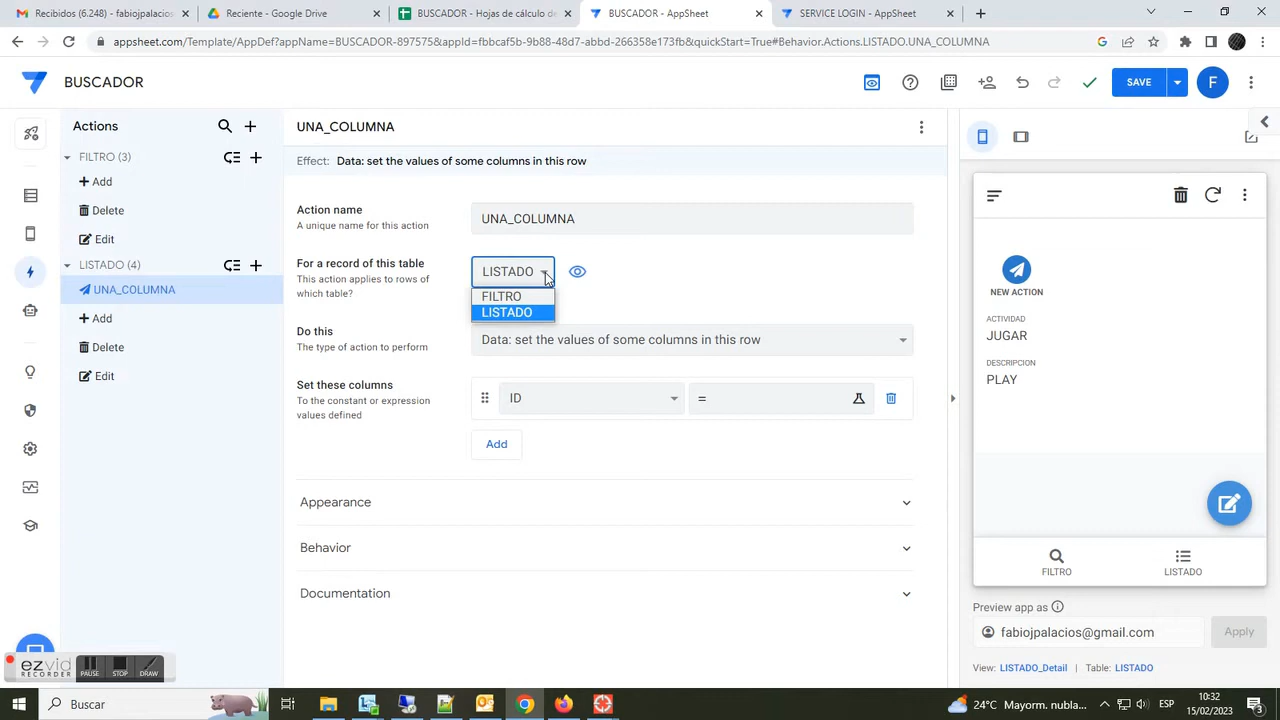 Recibidos (6) - fabiojpalacios
Reciente - Google Drive
BUSCADOR - Hojas de cálculo de
BUSCADOR - AppSheet
SERVICE LOGIN - AppSheet
appsheet.com/Template/AppDef?appName=BUSCADOR-897575&appId=fbbcaf5b-9b88-48d7-abbd-266358e173fb&quickStart=True#Behavior.Actions.LISTADO.UNA_COLUMNA
BUSCADOR
SAVE
F
Actions
FILTRO (3)
Add
Delete
Edit
LISTADO (4)
UNA_COLUMNA
Add
Delete
Edit
UNA_COLUMNA
Effect: Data: set the values of some columns in this row
Action name
A unique name for this action
UNA_COLUMNA
For a record of this table
This action applies to rows of
which table?
LISTADO
FILTRO
LISTADO
Do this
The type of action to perform
Data: set the values of some columns in this row
Set these columns
To the constant or expression
values defined
ID
=
Add
Appearance
Behavior
Documentation
NEW ACTION
ACTIVIDAD
JUGAR
DESCRIPCION
PLAY
FILTRO
LISTADO
Preview app as
fabiojpalacios@gmail.com
Apply
View: LISTADO_Detail | Table: LISTADO
ezvid
RECORDER
PAUSE
STOP
DRAW
Buscar
24°C Mayorm. nubla...
ESP
10:32
15/02/2023
3